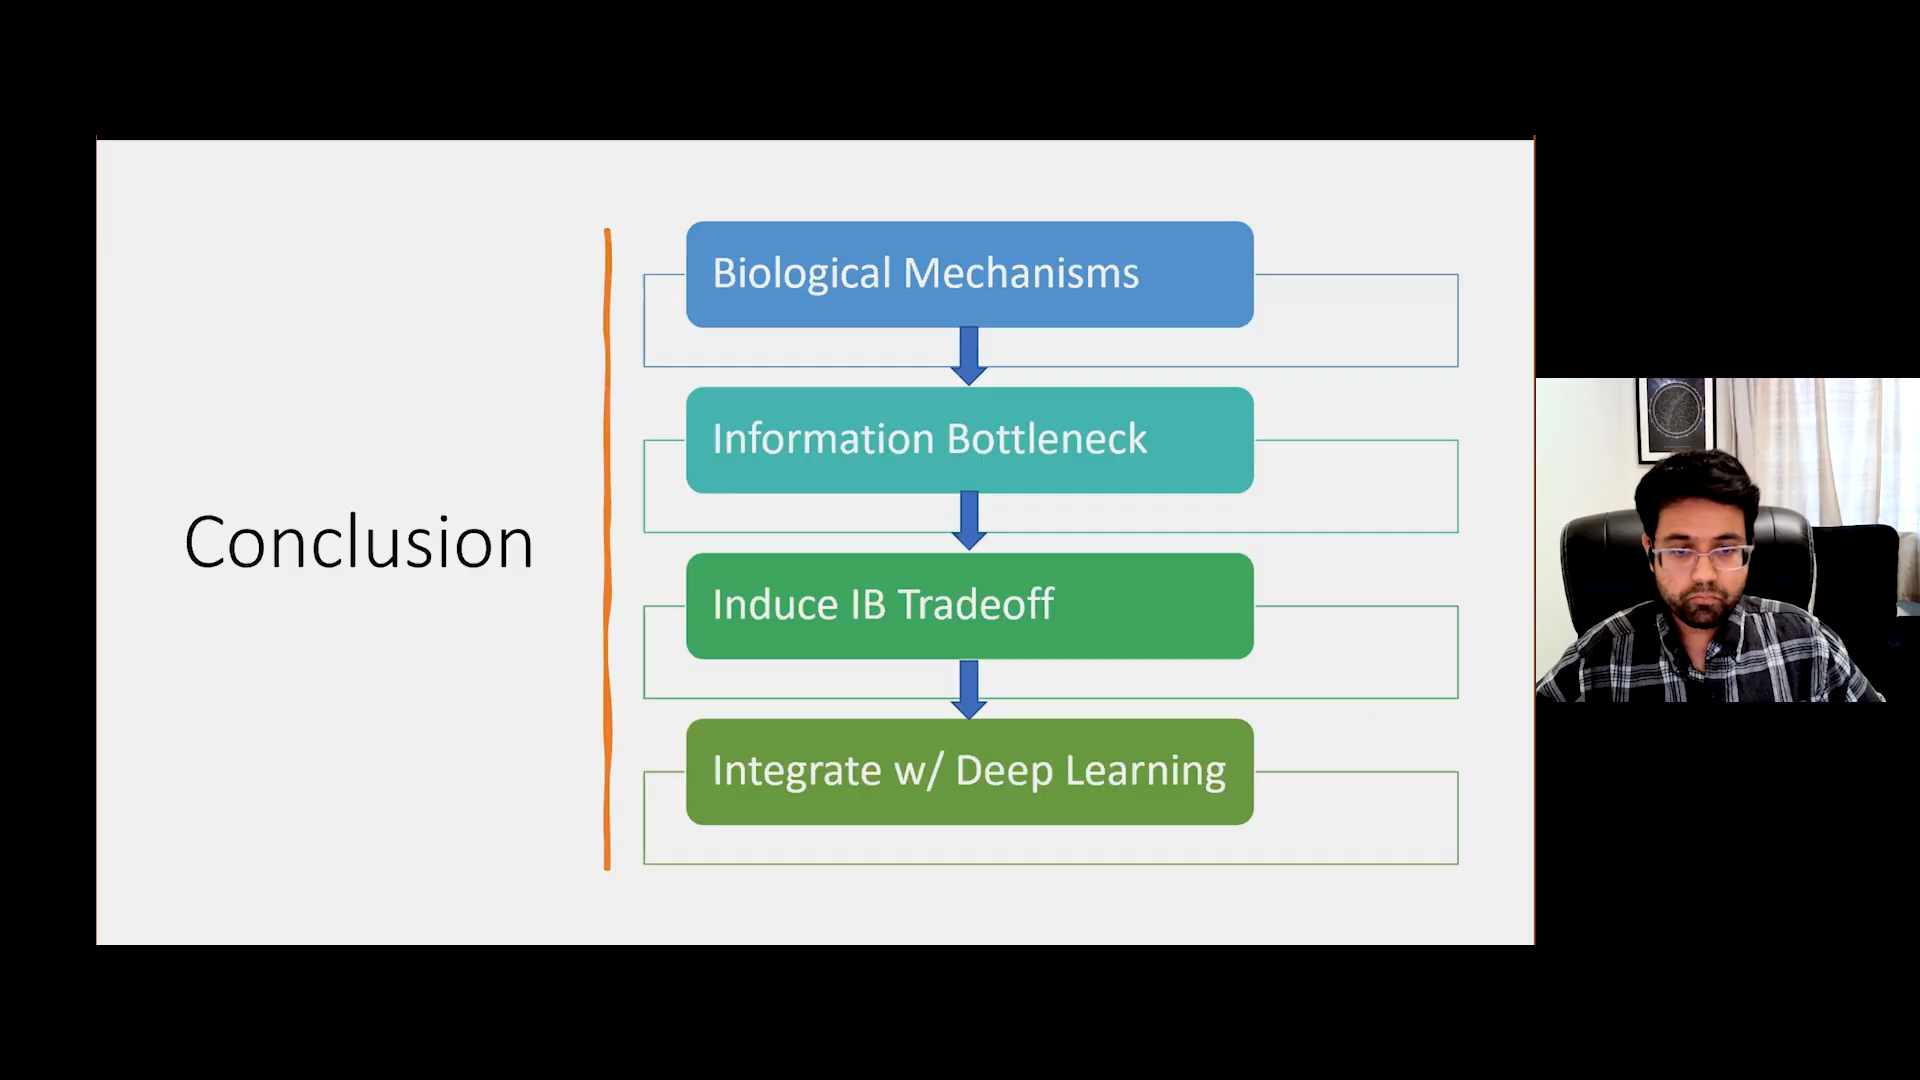 Conclusion
Biological Mechanisms
Information Bottleneck
Induce IB Tradeoff
Integrate w/ Deep Learning